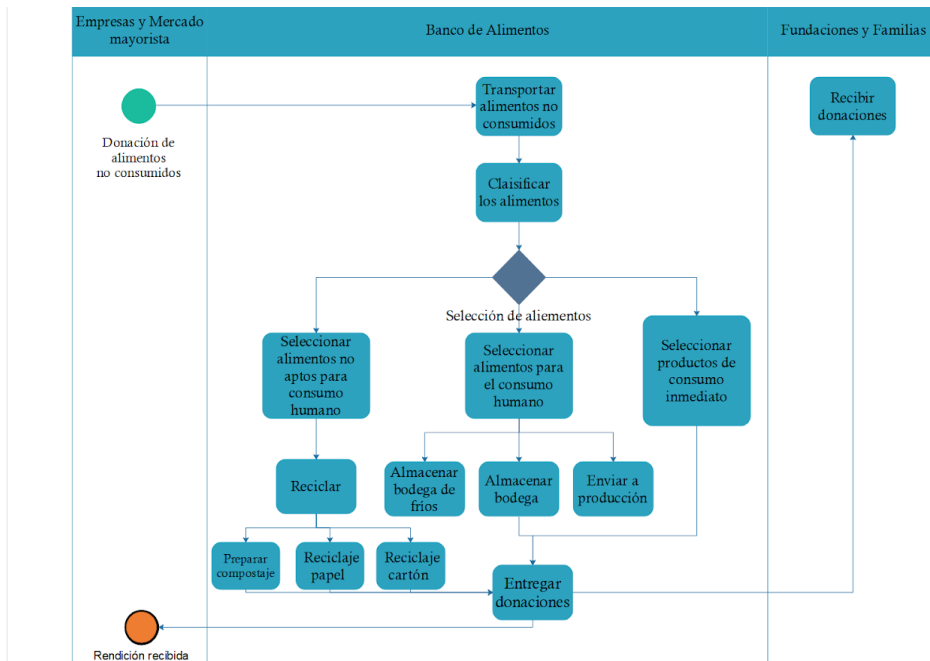 Empresas y Mercado
mayorista
Banco de Alimentos
Fundaciones y Familias
Donación de
alimentos
no consumidos
Transportar
alimentos no
consumidos
Recibir
donaciones
Claisificar
los alimentos
Selección de aliementos
Seleccionar
alimentos no
aptos para
consumo
humano
Seleccionar
alimentos para
el consumo
humano
Seleccionar
productos de
consumo
inmediato
Reciclar
Almacenar
bodega de
fríos
Almacenar
bodega
Enviar a
producción
Preparar
compostaje
Reciclaje
papel
Reciclaje
cartón
Entregar
donaciones
Rendición recibida